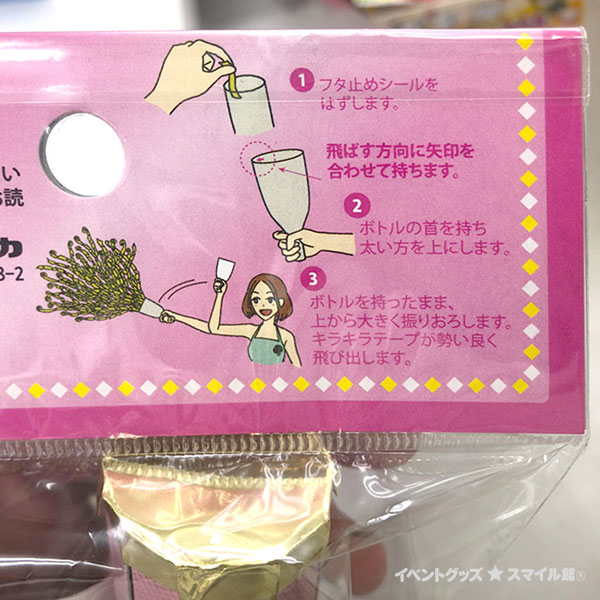 1 フタ止めシールを
はずします。
飛ばす方向に矢印を
合わせて持ちます。
2
ボトルの首を持ち
太い方を上にします。
3
ボトルを持ったまま、
上から大きく振りおろします。
キラキラテープが勢い良く
飛び出します。
い
読
カ
3-2
イベントグッズ ★ スマイル館®